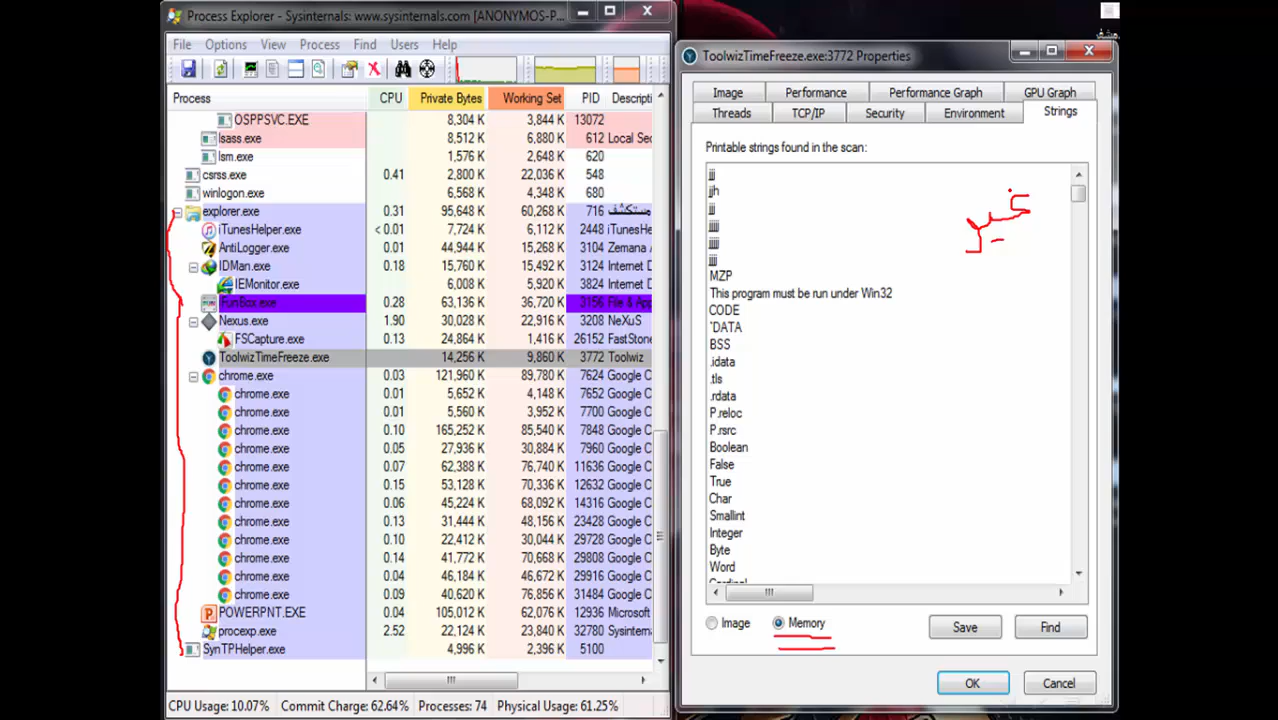 Process Explorer - Sysinternals: www.sysinternals.com [ANONYMOS-P...
File Options View Process Find Users Help
Process CPU Private Bytes Working Set PID Descripti
OSPPSVC.EXE 8,304 K 3,844 K 13072
lsass.exe 8,512 K 6,880 K 612 Local Sec
lsm.exe 1,576 K 2,648 K 620
csrss.exe 0.41 2,800 K 22,036 K 548
winlogon.exe 6,568 K 4,348 K 680
explorer.exe 0.31 95,648 K 60,268 K 716 مستكشف
iTunesHelper.exe < 0.01 7,724 K 6,112 K 2448 iTunesHe
AntiLogger.exe 0.01 44,944 K 15,268 K 3104 Zemana A
IDMan.exe 0.18 15,760 K 15,492 K 3124 Internet D
IEMonitor.exe 6,008 K 5,920 K 3824 Internet D
iFunBox.exe 0.28 63,136 K 36,720 K 3156 File & App
Nexus.exe 1.90 30,028 K 22,916 K 3208 NeXuS
FSCapture.exe 0.13 24,864 K 1,416 K 26152 FastStone
ToolwizTimeFreeze.exe 14,256 K 9,860 K 3772 Toolwiz
chrome.exe 0.03 121,960 K 89,780 K 7624 Google C
chrome.exe 0.01 5,652 K 4,148 K 7652 Google C
chrome.exe 0.01 5,560 K 3,952 K 7700 Google C
chrome.exe 0.10 165,252 K 85,540 K 7928 Google C
chrome.exe 0.05 27,936 K 30,884 K 7960 Google C
chrome.exe 0.07 62,388 K 76,740 K 11636 Google C
chrome.exe 0.15 53,128 K 70,336 K 12632 Google C
chrome.exe 0.06 45,224 K 68,092 K 14316 Google C
chrome.exe 0.13 31,444 K 48,156 K 23428 Google C
chrome.exe 0.10 22,412 K 30,044 K 29728 Google C
chrome.exe 0.14 41,772 K 70,668 K 29808 Google C
chrome.exe 0.04 46,184 K 46,672 K 29916 Google C
chrome.exe 0.09 40,620 K 76,856 K 31484 Google C
POWERPNT.EXE 0.04 105,012 K 62,076 K 12936 Microsoft
procexp.exe 2.52 22,124 K 23,840 K 32780 Sysinterna
SynTPHelper.exe 4,996 K 2,396 K 5100
CPU Usage: 10.07% Commit Charge: 62.64% Processes: 74 Physical Usage: 61.25%
ToolwizTimeFreeze.exe:3772 Properties
Image Performance Performance Graph GPU Graph
Threads TCP/IP Security Environment Strings
Printable strings found in the scan:
jjj
jjh
jjj
jjjjj
jjjjj
jjjj
MZP
This program must be run under Win32
CODE
`DATA
BSS
.idata
.tls
.rdata
P.reloc
P.rsrc
Boolean
False
True
Char
Smallint
Integer
Byte
Word
Cardinal
Image Memory Save Find
OK Cancel